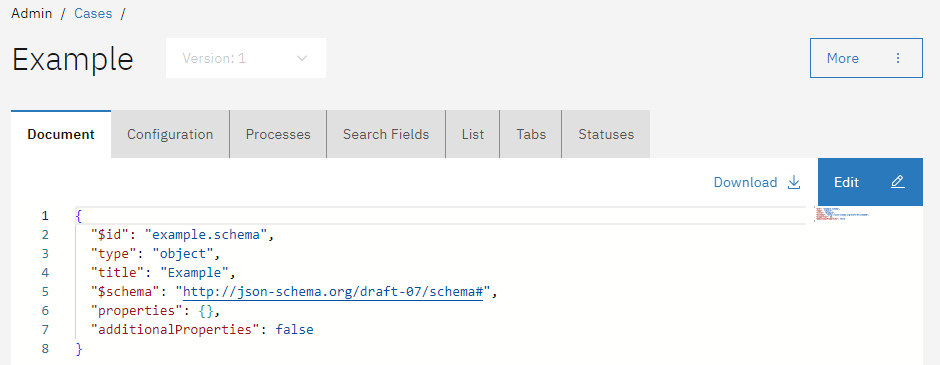 Admin / Cases /
Example Version: 1 More
Document Configuration Processes Search Fields List Tabs Statuses
Download Edit
1 {
2 "$id": "example.schema",
3 "type": "object",
4 "title": "Example",
5 "$schema": "http://json-schema.org/draft-07/schema#",
6 "properties": {},
7 "additionalProperties": false
8 }